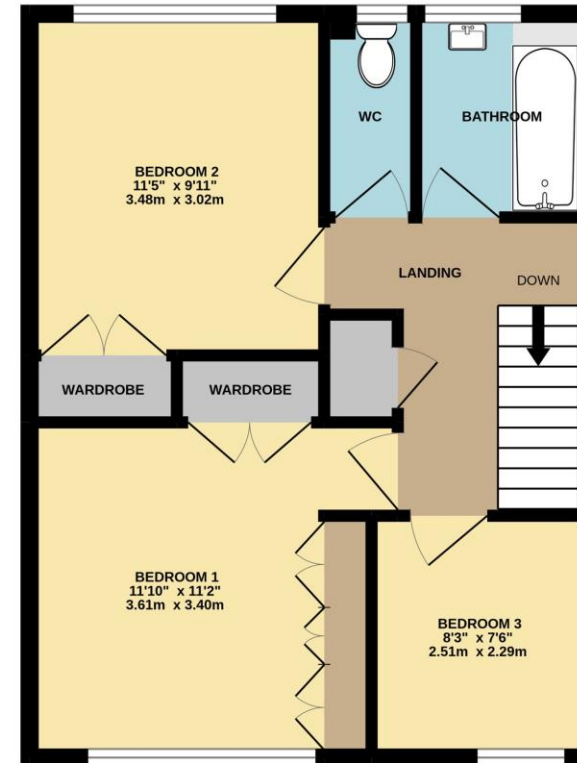 WC
BATHROOM
BEDROOM 2
11'5" x 9'11"
3.48m x 3.02m
LANDING
DOWN
WARDROBE
WARDROBE
BEDROOM 1
11'10" x 11'2"
3.61m x 3.40m
BEDROOM 3
8'3" x 7'6"
2.51m x 2.29m